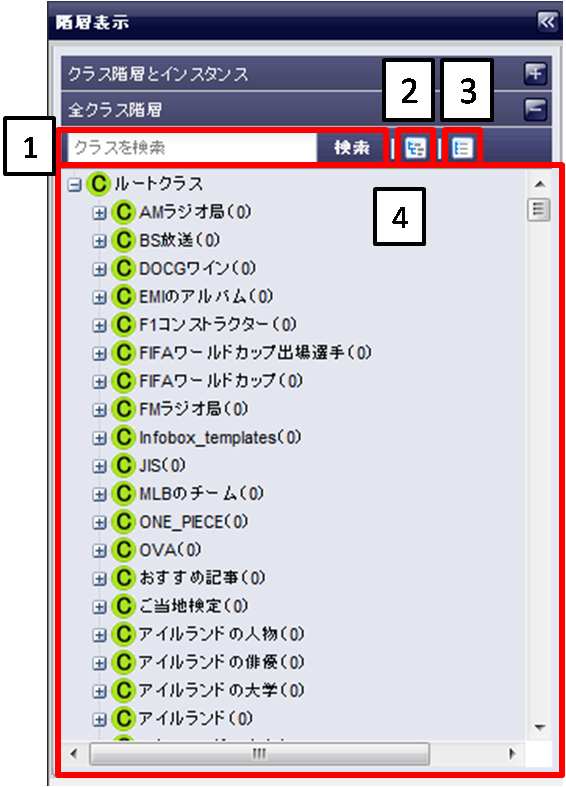 階層表示
クラス階層とインスタンス
全クラス階層
2
3
1
クラスを検索
検索
4
ルートクラス
AMラジオ局(0)
BS放送(0)
DOCGワイン(0)
EMIのアルバム(0)
F1コンストラクター(0)
FIFAワールドカップ出場選手(0)
FIFAワールドカップ(0)
FMラジオ局(0)
Infobox_templates(0)
JIS(0)
MLBのチーム(0)
ONE_PIECE(0)
OVA(0)
おすすめ記事(0)
ご当地検定(0)
アイルランドの人物(0)
アイルランドの俳優(0)
アイルランドの大学(0)
アイルランド(0)